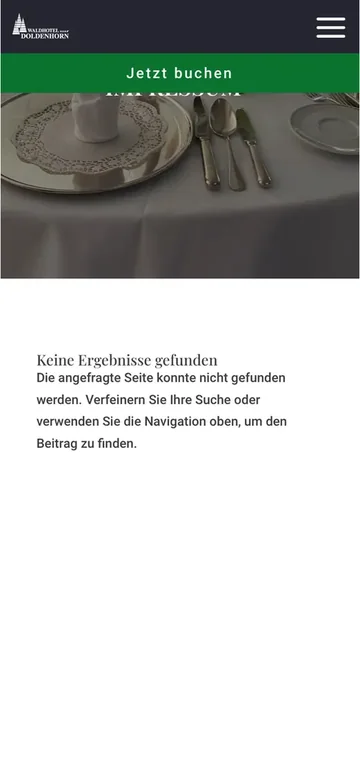 WALDHOTEL
DOLDENHORN
Jetzt buchen
IMPRESSUM
Keine Ergebnisse gefunden
Die angefragte Seite konnte nicht gefunden
werden. Verfeinern Sie Ihre Suche oder
verwenden Sie die Navigation oben, um den
Beitrag zu finden.